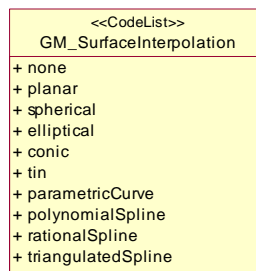 <<CodeList>>
GM_SurfaceInterpolation
+ none
+ planar
+ spherical
+ elliptical
+ conic
+ tin
+ parametricCurve
+ polynomialSpline
+ rationalSpline
+ triangulatedSpline